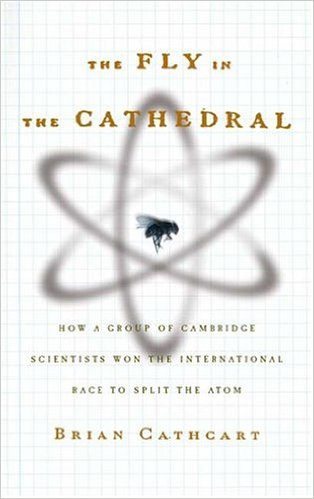 THE FLY IN
THE CATHEDRAL
HOW A GROUP OF CAMBRIDGE
SCIENTISTS WON THE INTERNATIONAL
RACE TO SPLIT THE ATOM
BRIAN CATHCART